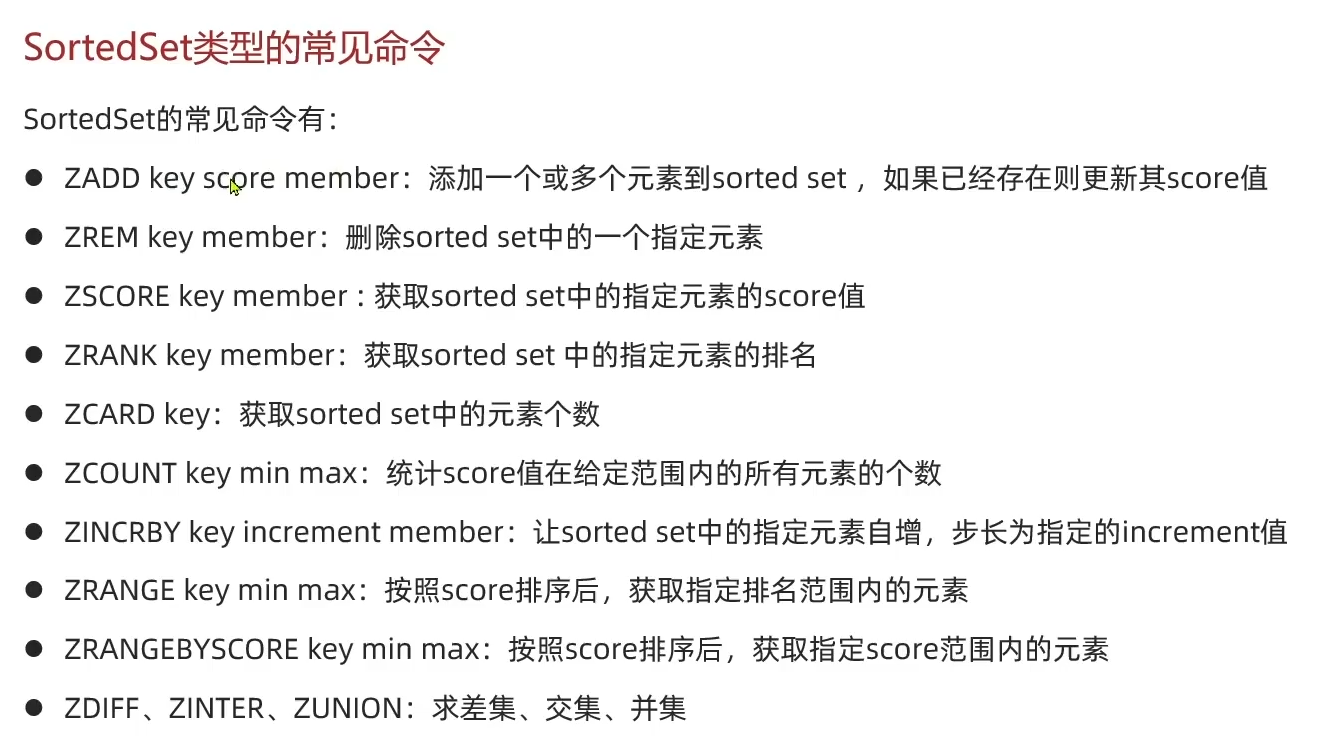 SortedSet类型的常见命令
SortedSet的常见命令有：
● ZADD key score member：添加一个或多个元素到sorted set ，如果已经存在则更新其score值
● ZREM key member：删除sorted set中的一个指定元素
● ZSCORE key member : 获取sorted set中的指定元素的score值
● ZRANK key member：获取sorted set 中的指定元素的排名
● ZCARD key：获取sorted set中的元素个数
● ZCOUNT key min max：统计score值在给定范围内的所有元素的个数
● ZINCRBY key increment member：让sorted set中的指定元素自增，步长为指定的increment值
● ZRANGE key min max：按照score排序后，获取指定排名范围内的元素
● ZRANGEBYSCORE key min max：按照score排序后，获取指定score范围内的元素
● ZDIFF、ZINTER、ZUNION：求差集、交集、并集